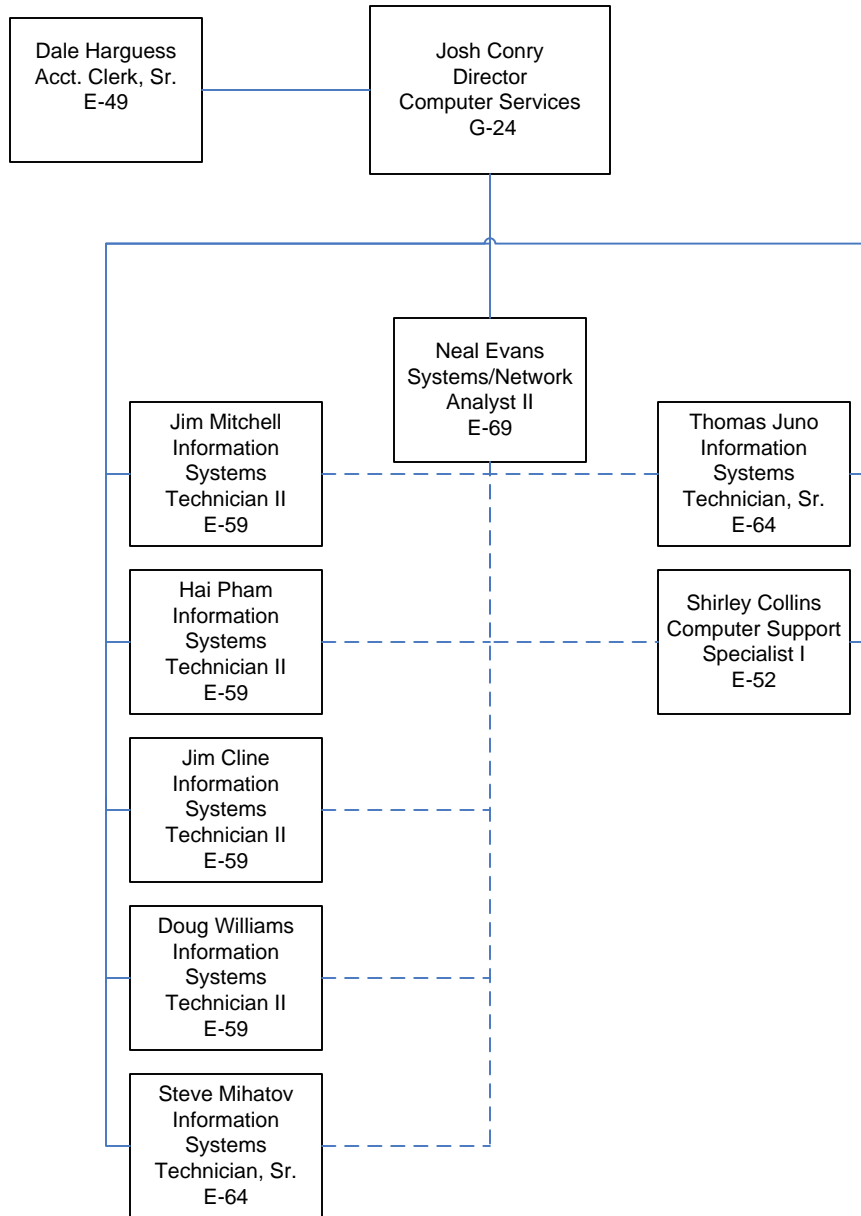 Dale Harguess
Acct. Clerk, Sr.
E-49
Josh Conry
Director
Computer Services
G-24
Neal Evans
Systems/Network
Analyst II
E-69
Jim Mitchell
Information
Systems
Technician II
E-59
Thomas Juno
Information
Systems
Technician, Sr.
E-64
Hai Pham
Information
Systems
Technician II
E-59
Shirley Collins
Computer Support
Specialist I
E-52
Jim Cline
Information
Systems
Technician II
E-59
Doug Williams
Information
Systems
Technician II
E-59
Steve Mihatov
Information
Systems
Technician, Sr.
E-64